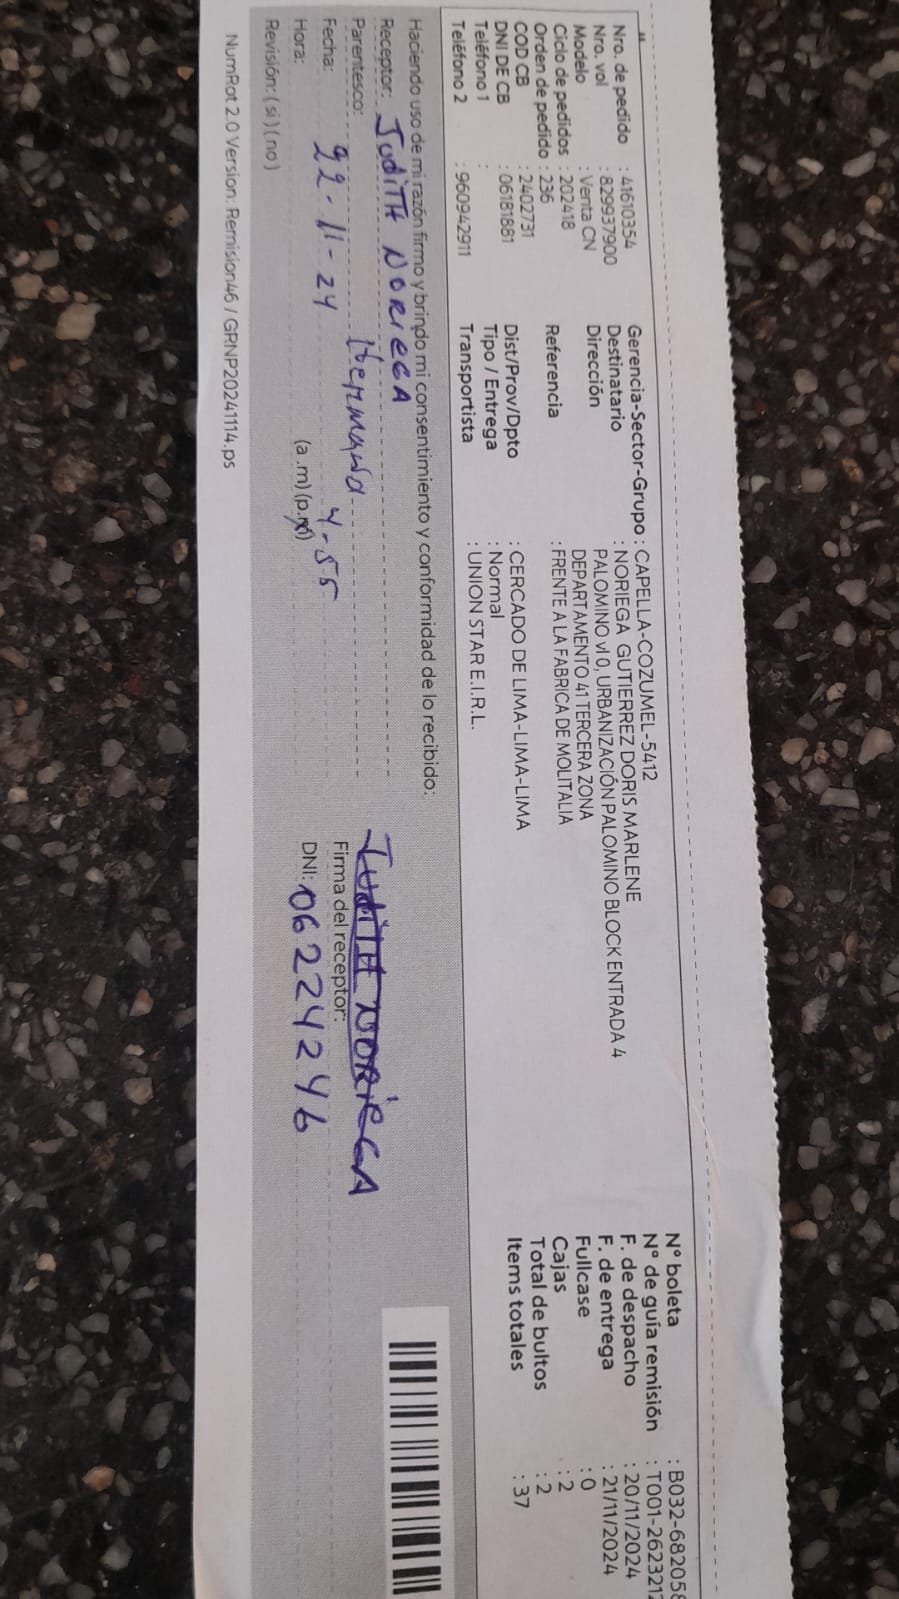 Nro. de pedido : 41610354
Nro. vol : 829937900
Modelo : Venta CN
Ciclo de pedidos : 202418
Orden de pedido : 236
COD CB : 2402731
DNI DE CB : 06181881
Teléfono 1 :
Teléfono 2 : 960942911
Gerencia-Sector-Grupo : CAPELLA-COZUMEL-5412
Destinatario : NORIEGA GUTIERREZ DORIS MARLENE
Dirección : PALOMINO vl 0, URBANIZACIÓN PALOMINO BLOCK ENTRADA 4
DEPARTAMENTO 41 TERCERA ZONA
Referencia : FRENTE A LA FABRICA DE MOLITALIA
Dist/Prov/Dpto : CERCADO DE LIMA-LIMA-LIMA
Tipo / Entrega : Normal
Transportista : UNION STAR E.I.R.L.
N° boleta : B032-682058
N° de guía remisión : T001-2623217
F. de despacho : 20/11/2024
F. de entrega : 21/11/2024
Fullcase : 0
Cajas : 2
Total de bultos : 2
Items totales : 37
Haciendo uso de mi razón firmo y brindo mi consentimiento y conformidad de lo recibido:
Receptor: JUDITH NORIEGA
Parentesco: Hermana
Fecha: 22-11-24
Hora: 4-55 (a.m) (p.m)
Revisión: ( si ) ( no )
JUDITH NORIEGA
Firma del receptor:
DNI: 06224246
NumRot 2.0 Version: Remision46 / GRNP20241114.ps